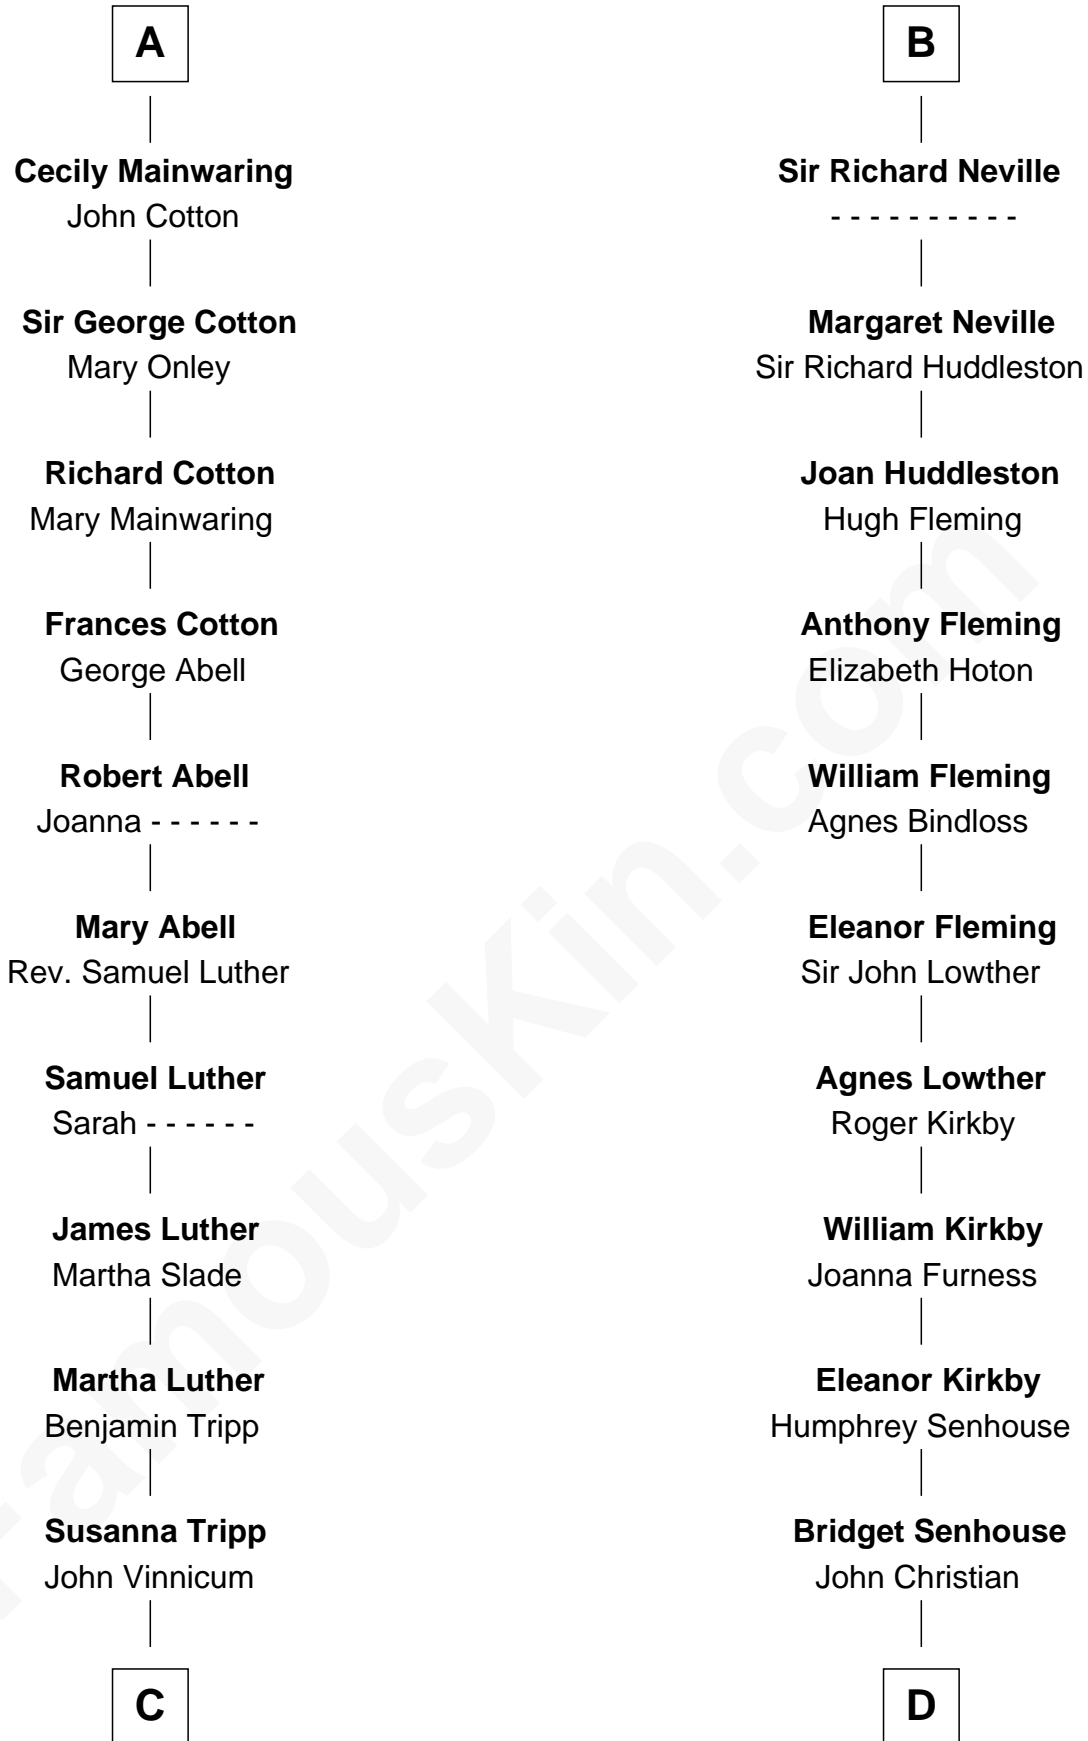 A
Cecily Mainwaring
John Cotton
Sir George Cotton
Mary Onley
Richard Cotton
Mary Mainwaring
Frances Cotton
George Abell
Robert Abell
Joanna - - - - - -
Mary Abell
Rev. Samuel Luther
Samuel Luther
Sarah - - - - - -
James Luther
Martha Slade
Martha Luther
Benjamin Tripp
Susanna Tripp
John Vinnicum
C
B
Sir Richard Neville
- - - - - - - - - -
Margaret Neville
Sir Richard Huddleston
Joan Huddleston
Hugh Fleming
Anthony Fleming
Elizabeth Hoton
William Fleming
Agnes Bindloss
Eleanor Fleming
Sir John Lowther
Agnes Lowther
Roger Kirkby
William Kirkby
Joanna Furness
Eleanor Kirkby
Humphrey Senhouse
Bridget Senhouse
John Christian
D
FamousKin.com